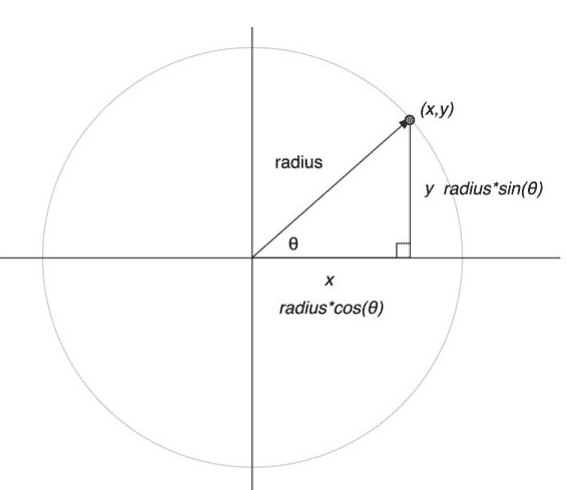 (x,y)
radius
y radius*sin(θ)
θ
x
radius*cos(θ)